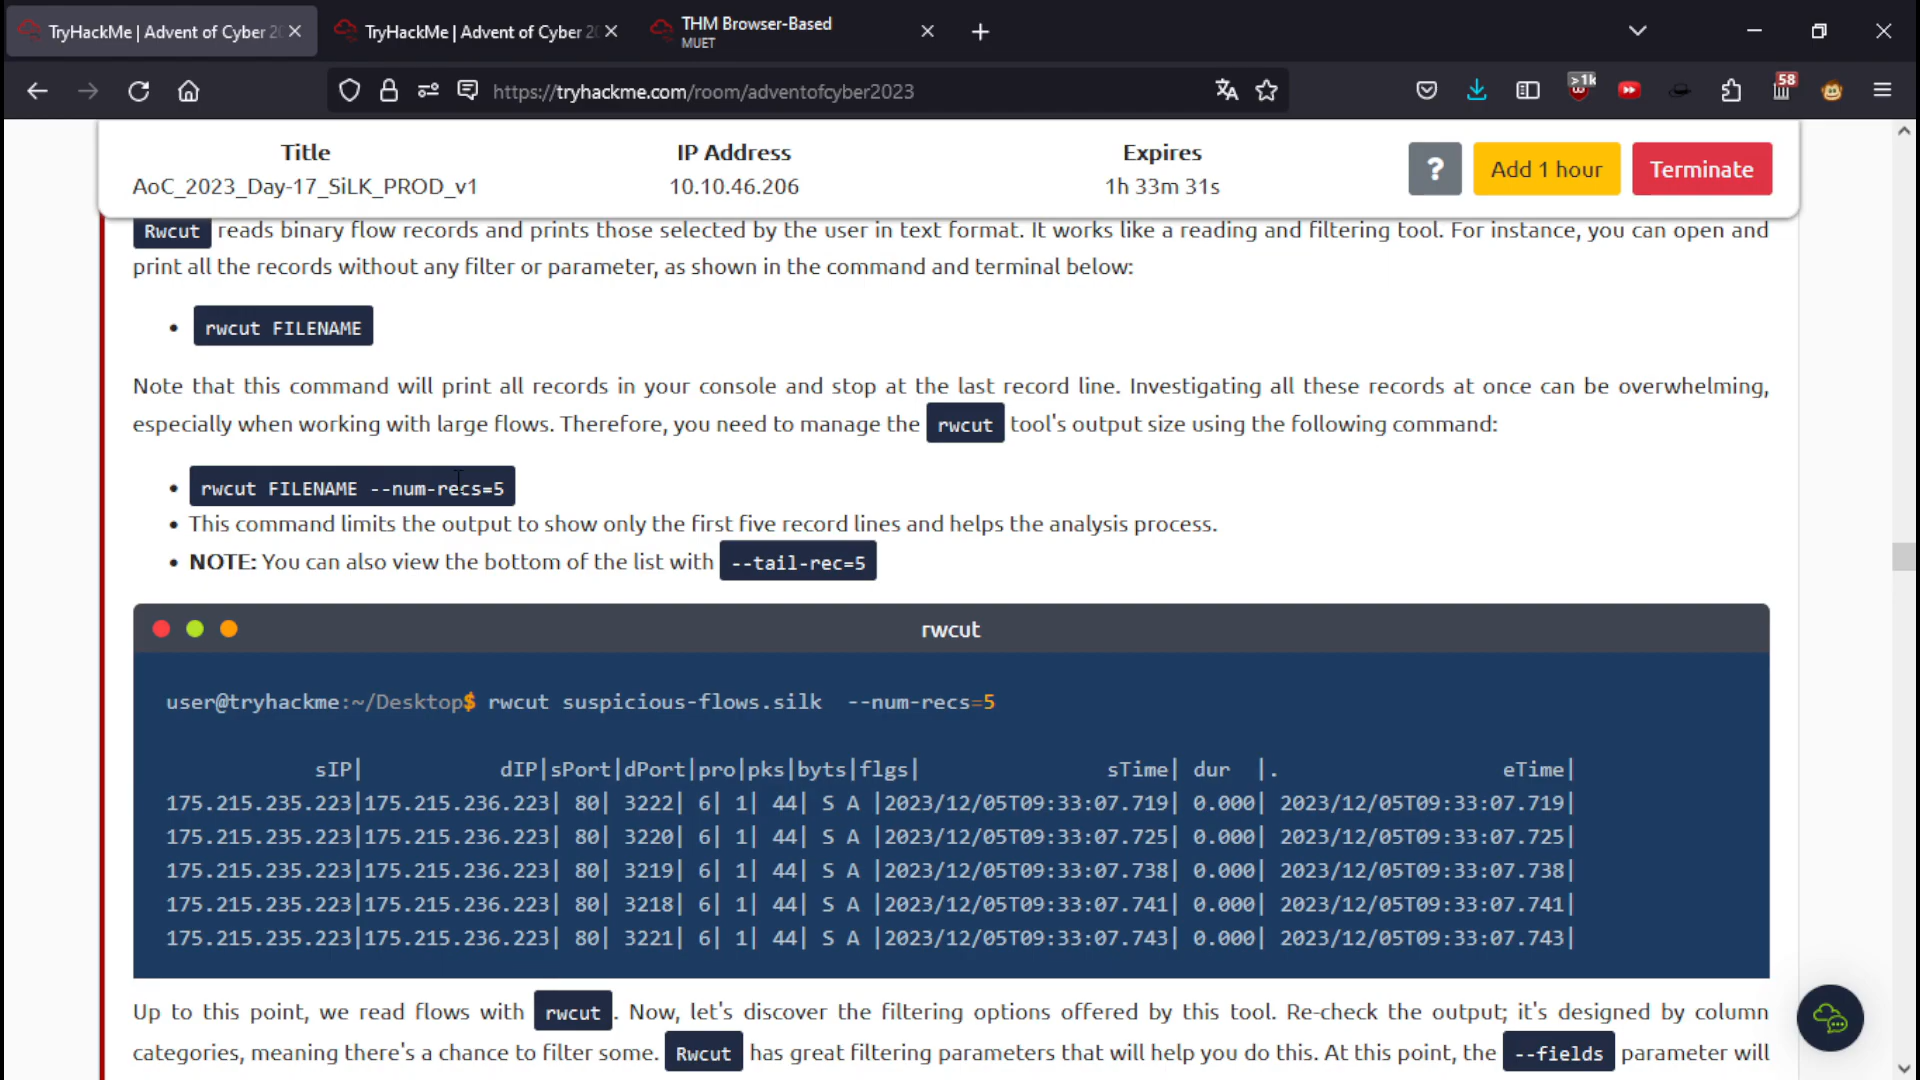 TryHackMe | Advent of Cyber 2
TryHackMe | Advent of Cyber 2
THM Browser-Based
MUET
https://tryhackme.com/room/adventofcyber2023
>1k
58
Title
IP Address
Expires
AoC_2023_Day-17_SiLK_PROD_v1
10.10.46.206
1h 33m 31s
?
Add 1 hour
Terminate
Rwcut reads binary flow records and prints those selected by the user in text format. It works like a reading and filtering tool. For instance, you can open and
print all the records without any filter or parameter, as shown in the command and terminal below:
• rwcut FILENAME
Note that this command will print all records in your console and stop at the last record line. Investigating all these records at once can be overwhelming,
especially when working with large flows. Therefore, you need to manage the rwcut tool's output size using the following command:
• rwcut FILENAME --num-recs=5
• This command limits the output to show only the first five record lines and helps the analysis process.
• NOTE: You can also view the bottom of the list with --tail-rec=5
rwcut
user@tryhackme:~/Desktop$ rwcut suspicious-flows.silk --num-recs=5
sIP| dIP|sPort|dPort|pro|pks|byts|flgs| sTime| dur |. eTime|
175.215.235.223|175.215.236.223| 80| 3222| 6| 1| 44| S A |2023/12/05T09:33:07.719| 0.000| 2023/12/05T09:33:07.719|
175.215.235.223|175.215.236.223| 80| 3220| 6| 1| 44| S A |2023/12/05T09:33:07.725| 0.000| 2023/12/05T09:33:07.725|
175.215.235.223|175.215.236.223| 80| 3219| 6| 1| 44| S A |2023/12/05T09:33:07.738| 0.000| 2023/12/05T09:33:07.738|
175.215.235.223|175.215.236.223| 80| 3218| 6| 1| 44| S A |2023/12/05T09:33:07.741| 0.000| 2023/12/05T09:33:07.741|
175.215.235.223|175.215.236.223| 80| 3221| 6| 1| 44| S A |2023/12/05T09:33:07.743| 0.000| 2023/12/05T09:33:07.743|
Up to this point, we read flows with rwcut . Now, let's discover the filtering options offered by this tool. Re-check the output; it's designed by column
categories, meaning there's a chance to filter some. Rwcut has great filtering parameters that will help you do this. At this point, the --fields parameter will